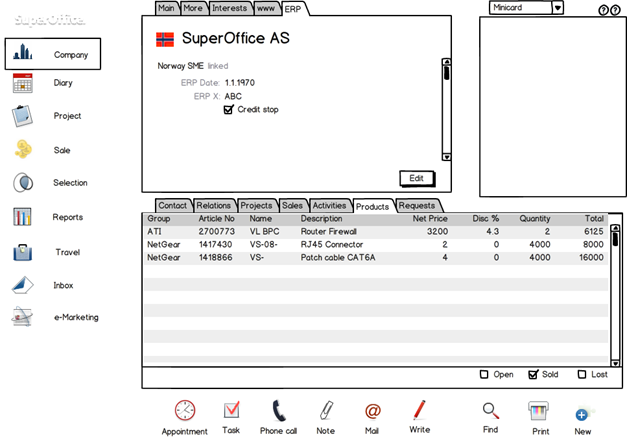 SuperOffice.
Main More Interests www ERP
Minicard
Company
Diary
Project
Sale
Selection
Reports
Travel
Inbox
e-Marketing
SuperOffice AS
Norway SME linked
ERP Date: 1.1.1970
ERP X: ABC
Credit stop
Edit
Contact Relations Projects Sales Activities Products Requests
Group Article No Name Description Net Price Disc % Quantity Total
ATI 2700773 VL BPC Router Firewall 3200 4.3 2 6125
NetGear 1417430 VS-08- RJ45 Connector 2 0 4000 8000
NetGear 1418866 VS- Patch cable CAT6A 4 0 4000 16000
Open Sold Lost
Appointment Task Phone call Note Mail Write Find Print New